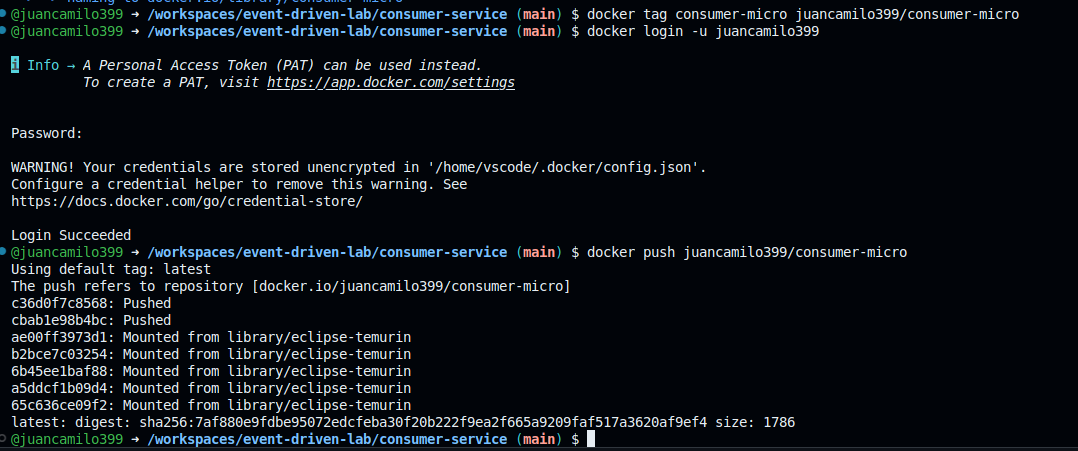 @juancamilo399 → /workspaces/event-driven-lab/consumer-service (main) $ docker tag consumer-micro juancamilo399/consumer-micro
@juancamilo399 → /workspaces/event-driven-lab/consumer-service (main) $ docker login -u juancamilo399
i Info → A Personal Access Token (PAT) can be used instead.
To create a PAT, visit https://app.docker.com/settings
Password:
WARNING! Your credentials are stored unencrypted in '/home/vscode/.docker/config.json'.
Configure a credential helper to remove this warning. See
https://docs.docker.com/go/credential-store/
Login Succeeded
@juancamilo399 → /workspaces/event-driven-lab/consumer-service (main) $ docker push juancamilo399/consumer-micro
Using default tag: latest
The push refers to repository [docker.io/juancamilo399/consumer-micro]
c36d0f7c8568: Pushed
cbab1e98b4bc: Pushed
ae00ff3973d1: Mounted from library/eclipse-temurin
b2bce7c03254: Mounted from library/eclipse-temurin
6b45ee1baf88: Mounted from library/eclipse-temurin
a5ddcf1b09d4: Mounted from library/eclipse-temurin
65c636ce09f2: Mounted from library/eclipse-temurin
latest: digest: sha256:7af880e9fdbe95072edcfeba30f20b222f9ea2f665a9209faf517a3620af9ef4 size: 1786
@juancamilo399 → /workspaces/event-driven-lab/consumer-service (main) $